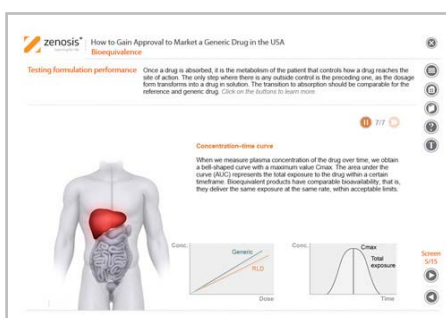 zenosis® How to Gain Approval to Market a Generic Drug in the USA
Bioequivalence
Testing formulation performance
Once a drug is absorbed, it is the metabolism of the patient that controls how a drug reaches the
site of action. The only step where there is any outside control is the preceding one, as the dosage
form transforms into a drug in solution. The transition to absorption should be comparable for the
reference and generic drug. Click on the buttons to learn more
7/7
Concentration-time curve
When we measure plasma concentration of the drug over time, we obtain
a bell-shaped curve with a maximum value Cmax. The area under the
curve (AUC) represents the total exposure to the drug within a certain
timeframe. Bioequivalent products have comparable bioavailability, that is,
they deliver the same exposure at the same rate, within acceptable limits.
Conc.
Generic
RLD
Dose
Conc.
Cmax
Total
exposure
Time
Screen
5/15